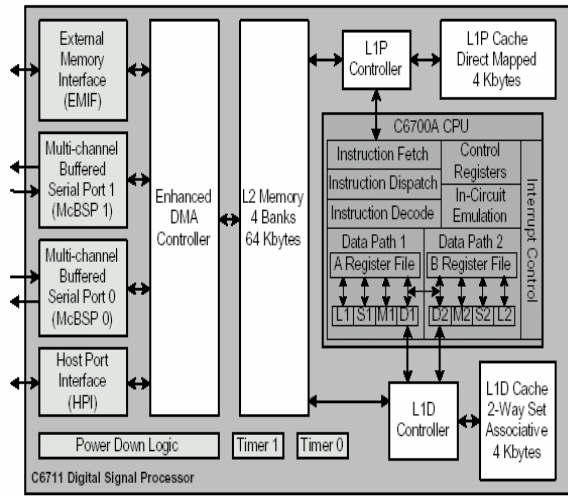 External
Memory
Interface
(EMIF)
Multi-channel
Buffered
Serial Port 1
(McBSP 1)
Multi-channel
Buffered
Serial Port 0
(McBSP 0)
Host Port
Interface
(HPI)
Enhanced
DMA
Controller
L2 Memory
4 Banks
64 Kbytes
L1P
Controller
L1P Cache
Direct Mapped
4 Kbytes
C6700A CPU
Instruction Fetch
Instruction Dispatch
Instruction Decode
Control
Registers
In-Circuit
Emulation
Interrupt Control
Data Path 1
A Register File
L1 S1 M1 D1
Data Path 2
B Register File
D2 M2 S2 L2
L1D
Controller
L1D Cache
2-Way Set
Associative
4 Kbytes
Power Down Logic
Timer 1
Timer 0
C6711 Digital Signal Processor